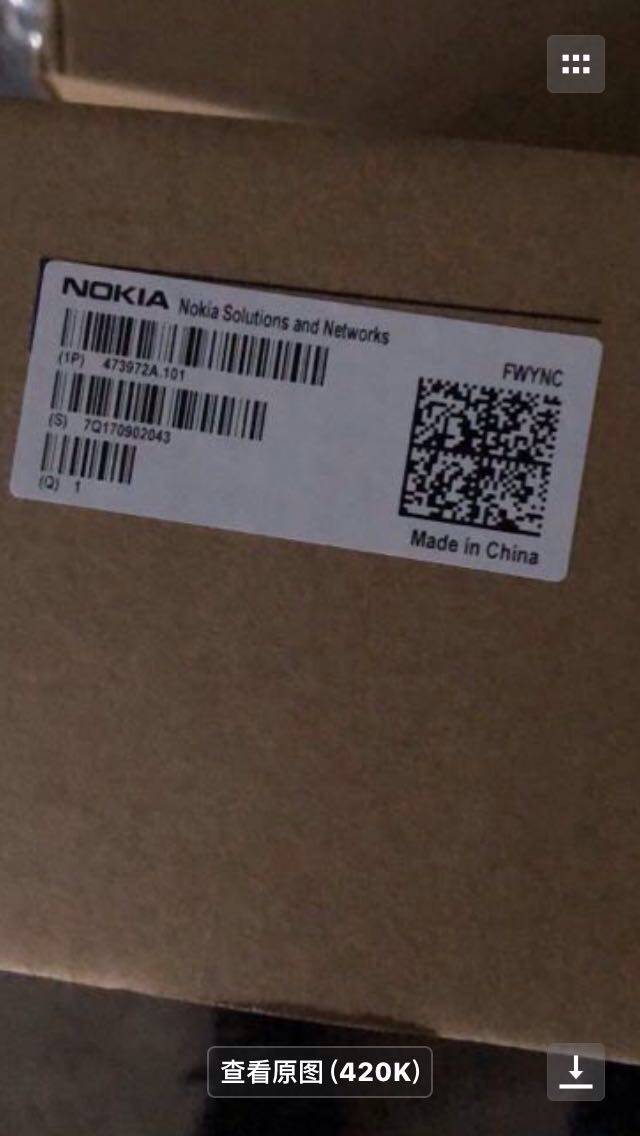 NOKIA Nokia Solutions and Networks
FWYNC
(1P) 473972A.101
(S) 7Q170902043
(Q) 1
Made in China
查看原图 (420K)